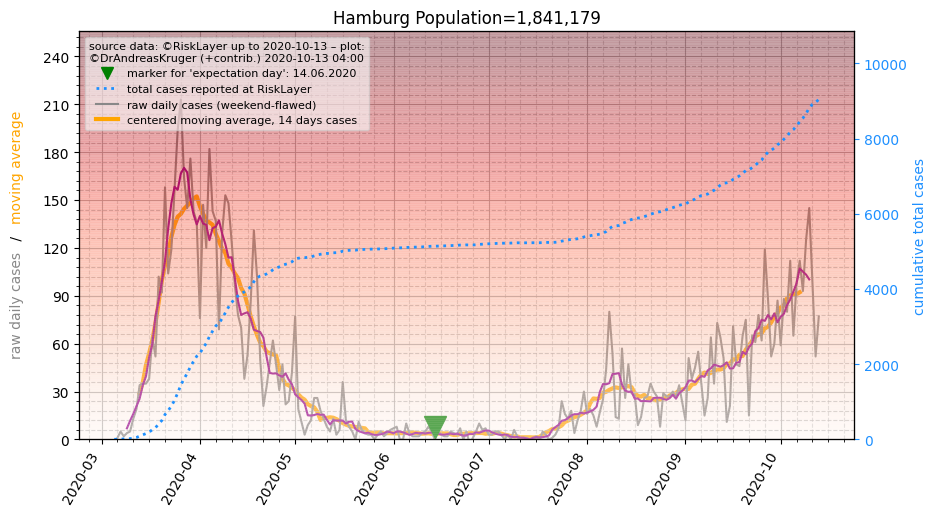 Hamburg Population=1,841,179
source data: ©RiskLayer up to 2020-10-13 – plot:
©DrAndreasKruger (+contrib.) 2020-10-13 04:00
marker for 'expectation day': 14.06.2020
total cases reported at RiskLayer
raw daily cases (weekend-flawed)
centered moving average, 14 days cases
raw daily cases / moving average
240
210
180
150
120
90
60
30
0
10000
8000
6000
4000
2000
0
cumulative total cases
2020-03
2020-04
2020-05
2020-06
2020-07
2020-08
2020-09
2020-10